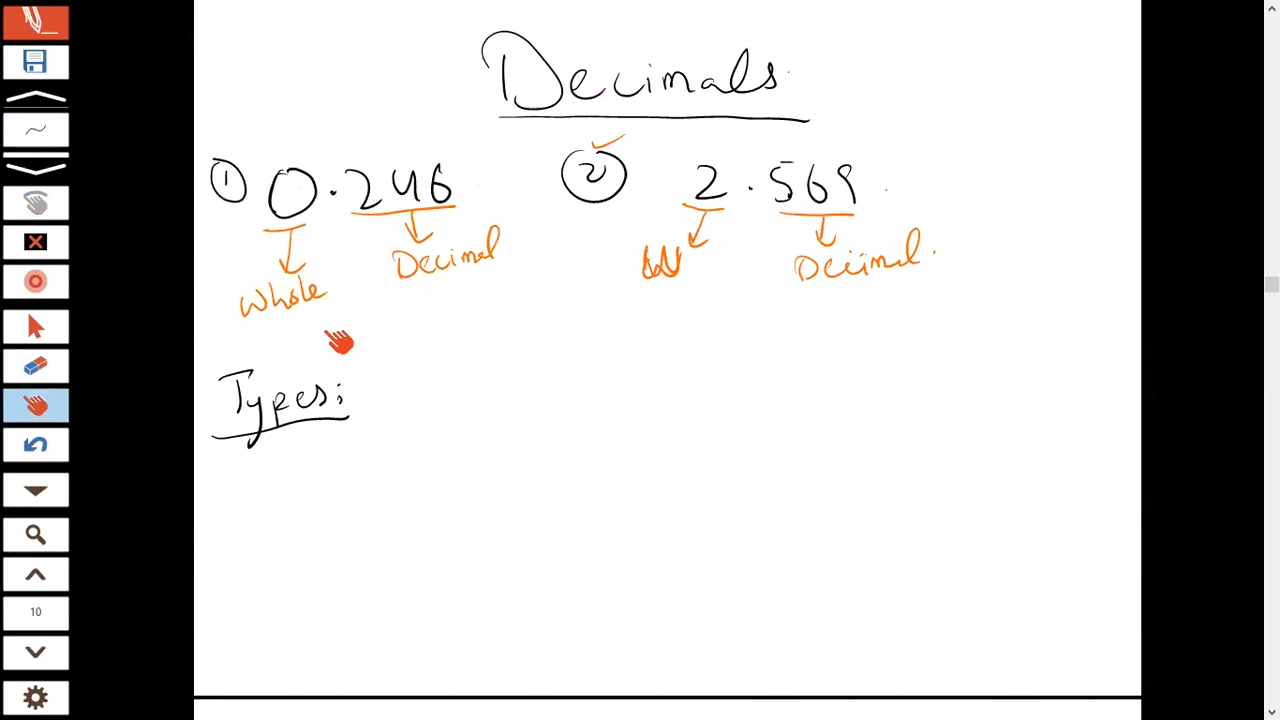 Decimals
① 0.246 ② 2.569
Whole Decimal W Decimal.
Types:
10